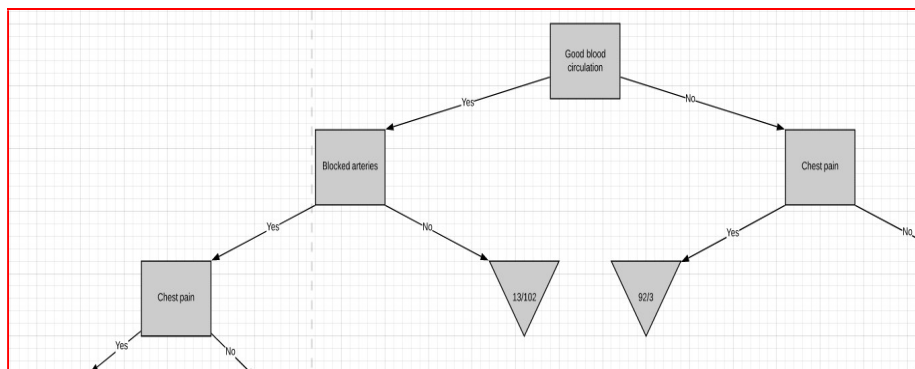 Good blood
circulation
Yes
No
Blocked arteries
Chest pain
Yes
No
Yes
No
Chest pain
13/102
92/3
Yes
No